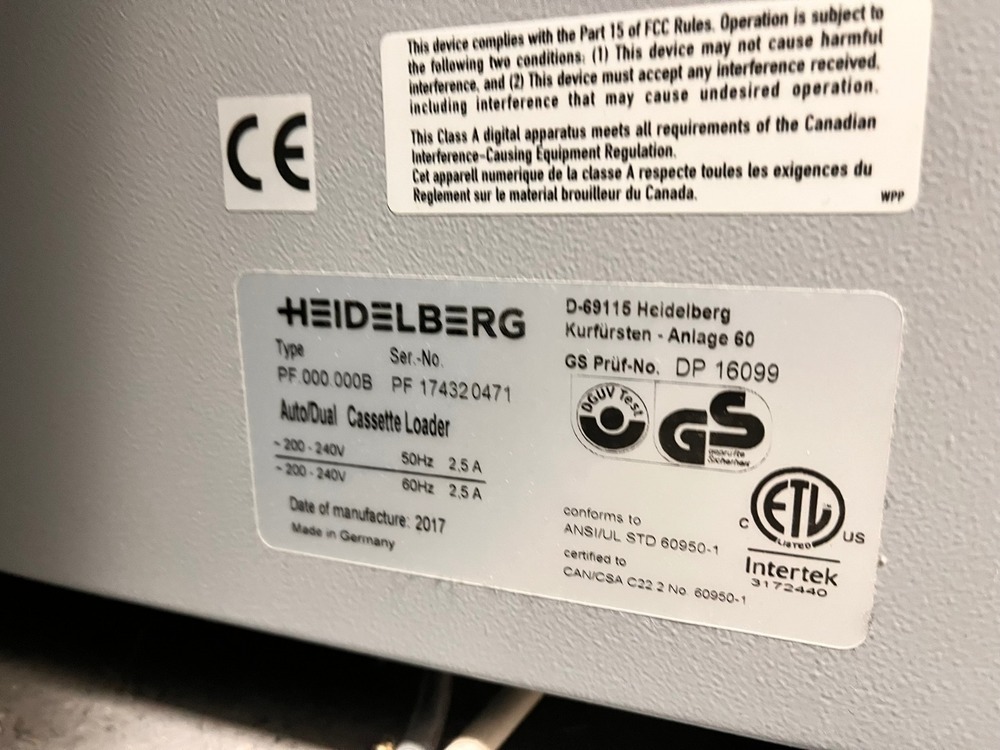 This device complies with the Part 15 of FCC Rules. Operation is subject to
the following two conditions: (1) This device may not cause harmful
interference, and (2) This device must accept any interference received,
including interference that may cause undesired operation.
This Class A digital apparatus meets all requirements of the Canadian
Interference-Causing Equipment Regulation.
Cet appareil numerique de la classe A respecte toules les exigences du
Reglement sur le material brouilleur du Canada.
WPP
CE
HEIDELBERG
Type Ser.-No.
PF.000.000B PF 174320471
Auto/Dual Cassette Loader
~ 200 - 240V 50Hz 2,5 A
~ 200 - 240V 60Hz 2,5 A
Date of manufacture: 2017
Made in Germany
D-69115 Heidelberg
Kurfürsten - Anlage 60
GS Prüf-No. DP 16099
DGUV Test
GS
geprüfte
Sicherheit
conforms to
ANSI/UL STD 60950-1
certified to
CAN/CSA C22 2 No. 60950-1
C ETL US
LISTED
Intertek
3172440